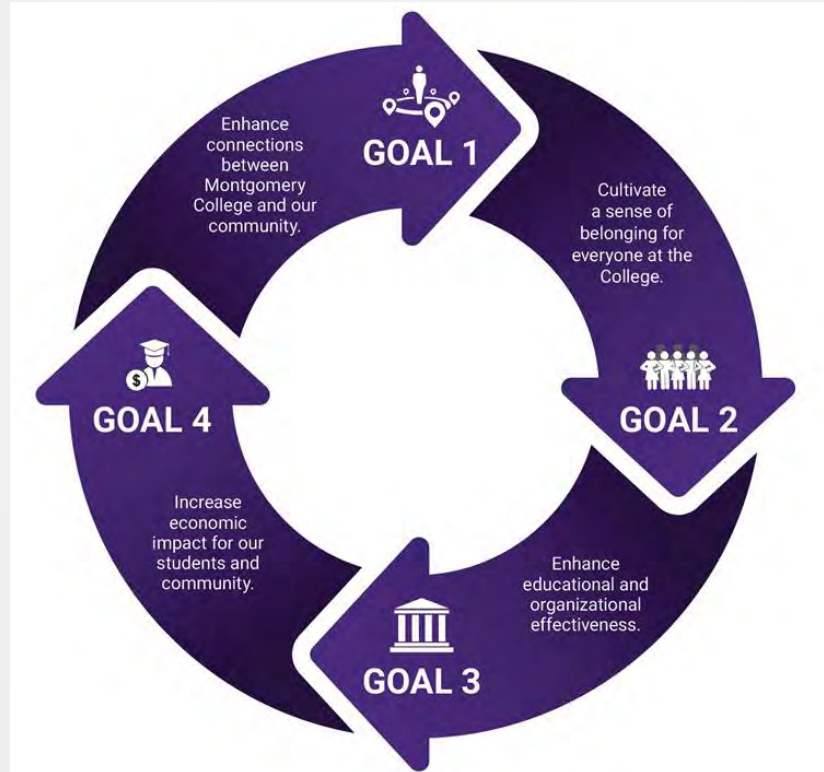 GOAL 1
Enhance
connections
between
Montgomery
College and our
community.
Cultivate
a sense of
belonging for
everyone at the
College.
GOAL 2
Enhance
educational and
organizational
effectiveness.
GOAL 3
$
GOAL 4
Increase
economic
impact for our
students and
community.